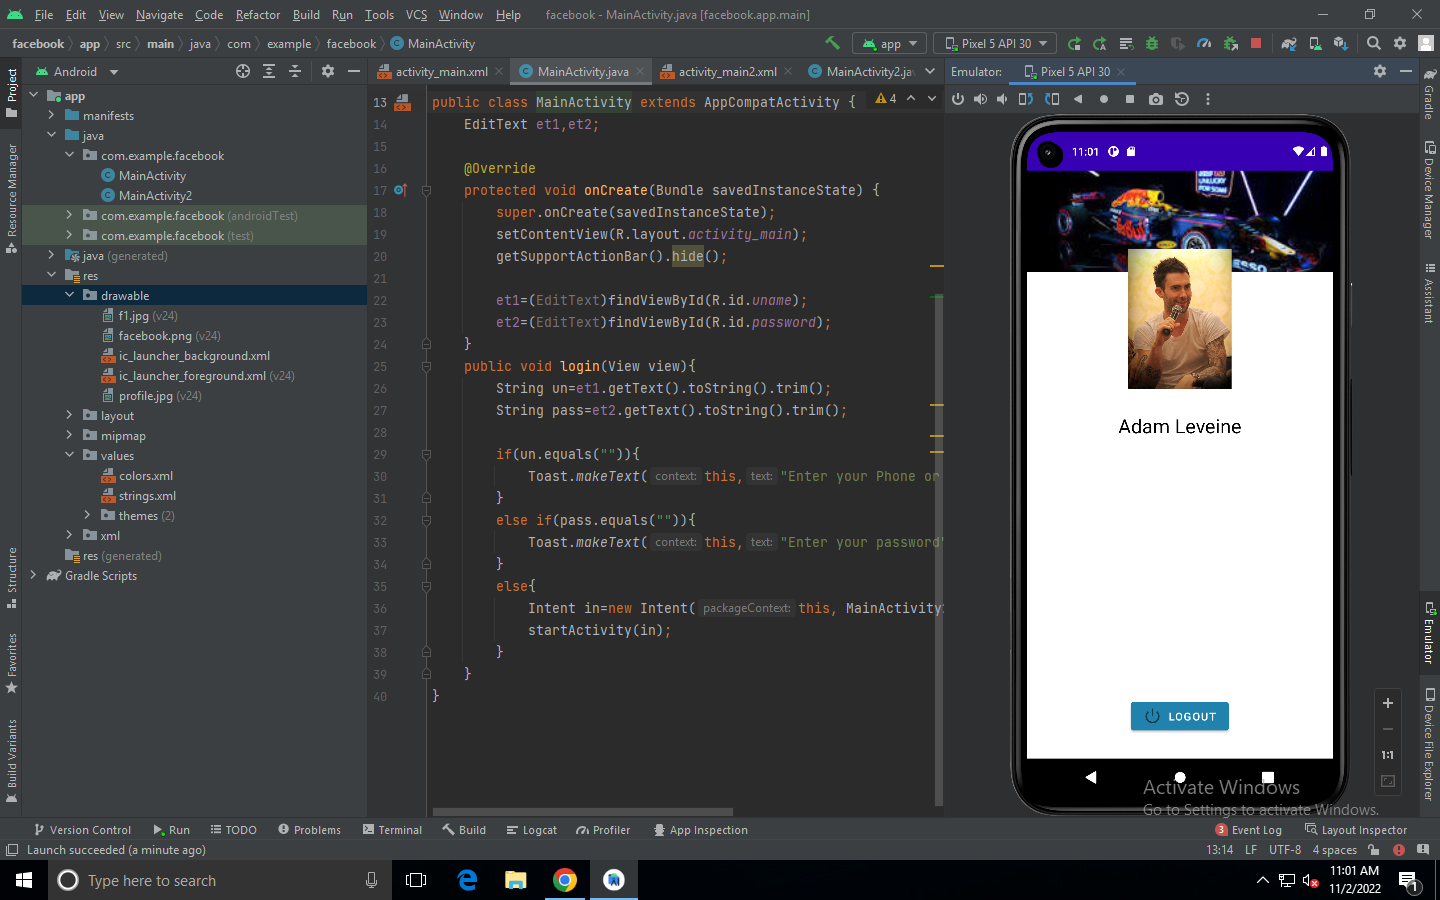 File Edit View Navigate Code Refactor Build Run Tools VCS Window Help facebook - MainActivity.java [facebook.app.main]
facebook app src main java com example facebook MainActivity app Pixel 5 API 30
Android activity_main.xml MainActivity.java activity_main2.xml MainActivity2.ja Emulator: Pixel 5 API 30
Project
Resource Manager
Structure
Favorites
Build Variants
app
manifests
java
com.example.facebook
MainActivity
MainActivity2
com.example.facebook (androidTest)
com.example.facebook (test)
java (generated)
res
drawable
f1.jpg (v24)
facebook.png (v24)
ic_launcher_background.xml
ic_launcher_foreground.xml (v24)
profile.jpg (v24)
layout
mipmap
values
colors.xml
strings.xml
themes (2)
xml
res (generated)
Gradle Scripts
13 public class MainActivity extends AppCompatActivity { 4
14 EditText et1,et2;
15
16 @Override
17 protected void onCreate(Bundle savedInstanceState) {
18 super.onCreate(savedInstanceState);
19 setContentView(R.layout.activity_main);
20 getSupportActionBar().hide();
21
22 et1=(EditText)findViewById(R.id.uname);
23 et2=(EditText)findViewById(R.id.password);
24 }
25 public void login(View view){
26 String un=et1.getText().toString().trim();
27 String pass=et2.getText().toString().trim();
28
29 if(un.equals("")){
30 Toast.makeText( context: this, text: "Enter your Phone or
31 }
32 else if(pass.equals("")){
33 Toast.makeText( context: this, text: "Enter your password"
34 }
35 else{
36 Intent in=new Intent( packageContext: this, MainActivity
37 startActivity(in);
38 }
39 }
40 }
11:01
UNLUCKY
FOR SOME
Red Bull
Adam Leveine
LOGOUT
1:1
Activate Windows
Go to Settings to activate Windows.
Gradle
Device Manager
Assistant
Emulator
Device File Explorer
Version Control Run TODO Problems Terminal Build Logcat Profiler App Inspection 3 Event Log Layout Inspector
Launch succeeded (a minute ago) 13:14 LF UTF-8 4 spaces
Type here to search 11:01 AM
11/2/2022
1